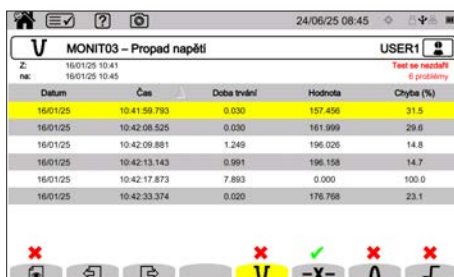 24/06/25 08:45
MONIT03 – Propad napětí USER1
Z: 16/01/25 10:41 Test se nezdařil
na: 16/01/25 10:45 6 problémy
Datum Čas Doba trvání Hodnota Chyba (%)
16/01/25 10:41:59.793 0.030 157.456 31.5
16/01/25 10:42:08.525 0.030 161.999 29.6
16/01/25 10:42:09.881 1.249 196.026 14.8
16/01/25 10:42:13.143 0.991 196.158 14.7
16/01/25 10:42:17.873 7.893 0.000 100.0
16/01/25 10:42:33.374 0.020 176.768 23.1